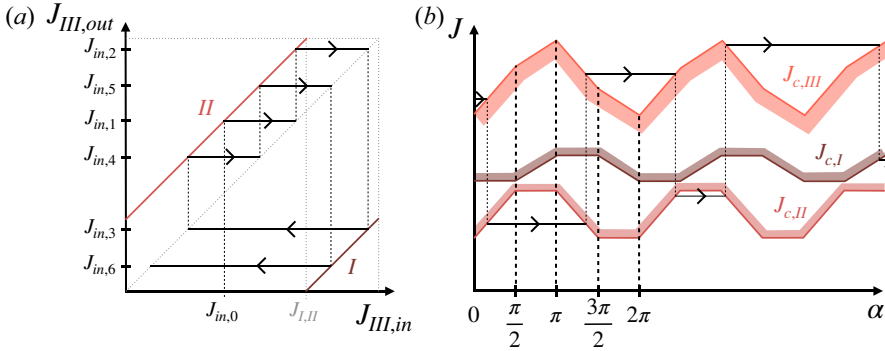 (a) J_{III,out}
J_{in,2}
J_{in,5}
II
J_{in,1}
J_{in,4}
J_{in,3}
I
J_{in,6}
J_{in,0} J_{I,II} J_{III,in}
(b) J
J_{c,III}
J_{c,I}
J_{c,II}
0 π/2 π 3π/2 2π α